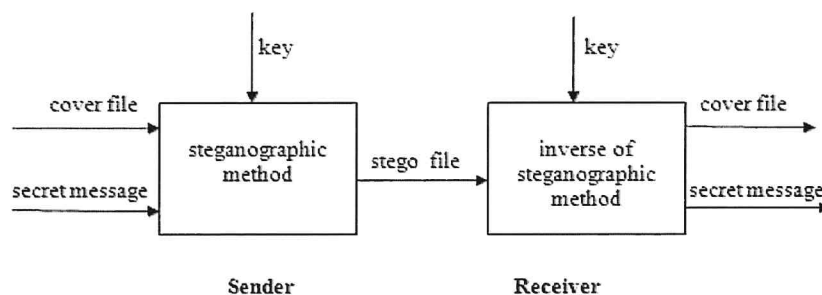 key
key
cover file
cover file
steganographic
method
stego file
inverse of
steganographic
method
secret message
secret message
Sender
Receiver